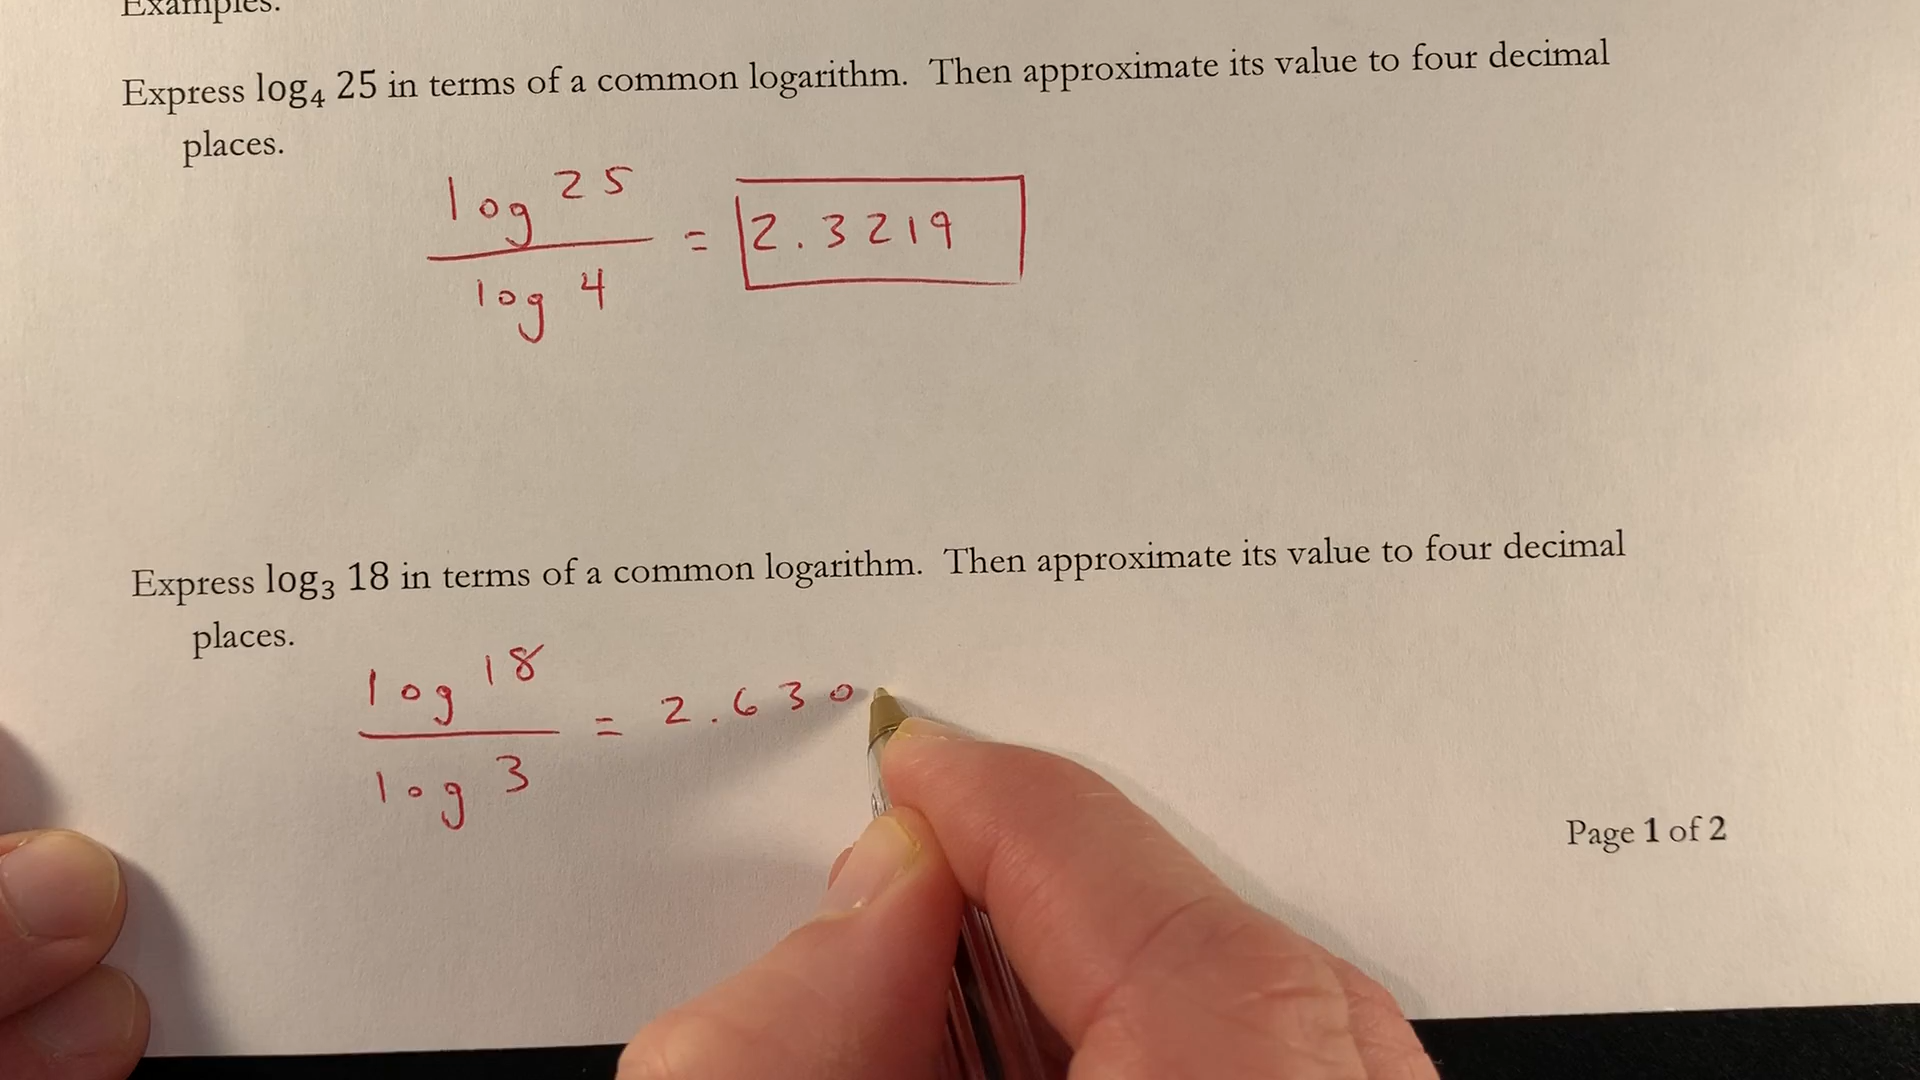 Examples:
Express log₄ 25 in terms of a common logarithm. Then approximate its value to four decimal
places.
log 25
= 2.3219
log 4
Express log₃ 18 in terms of a common logarithm. Then approximate its value to four decimal
places.
log 18
= 2.630
log 3
Page 1 of 2